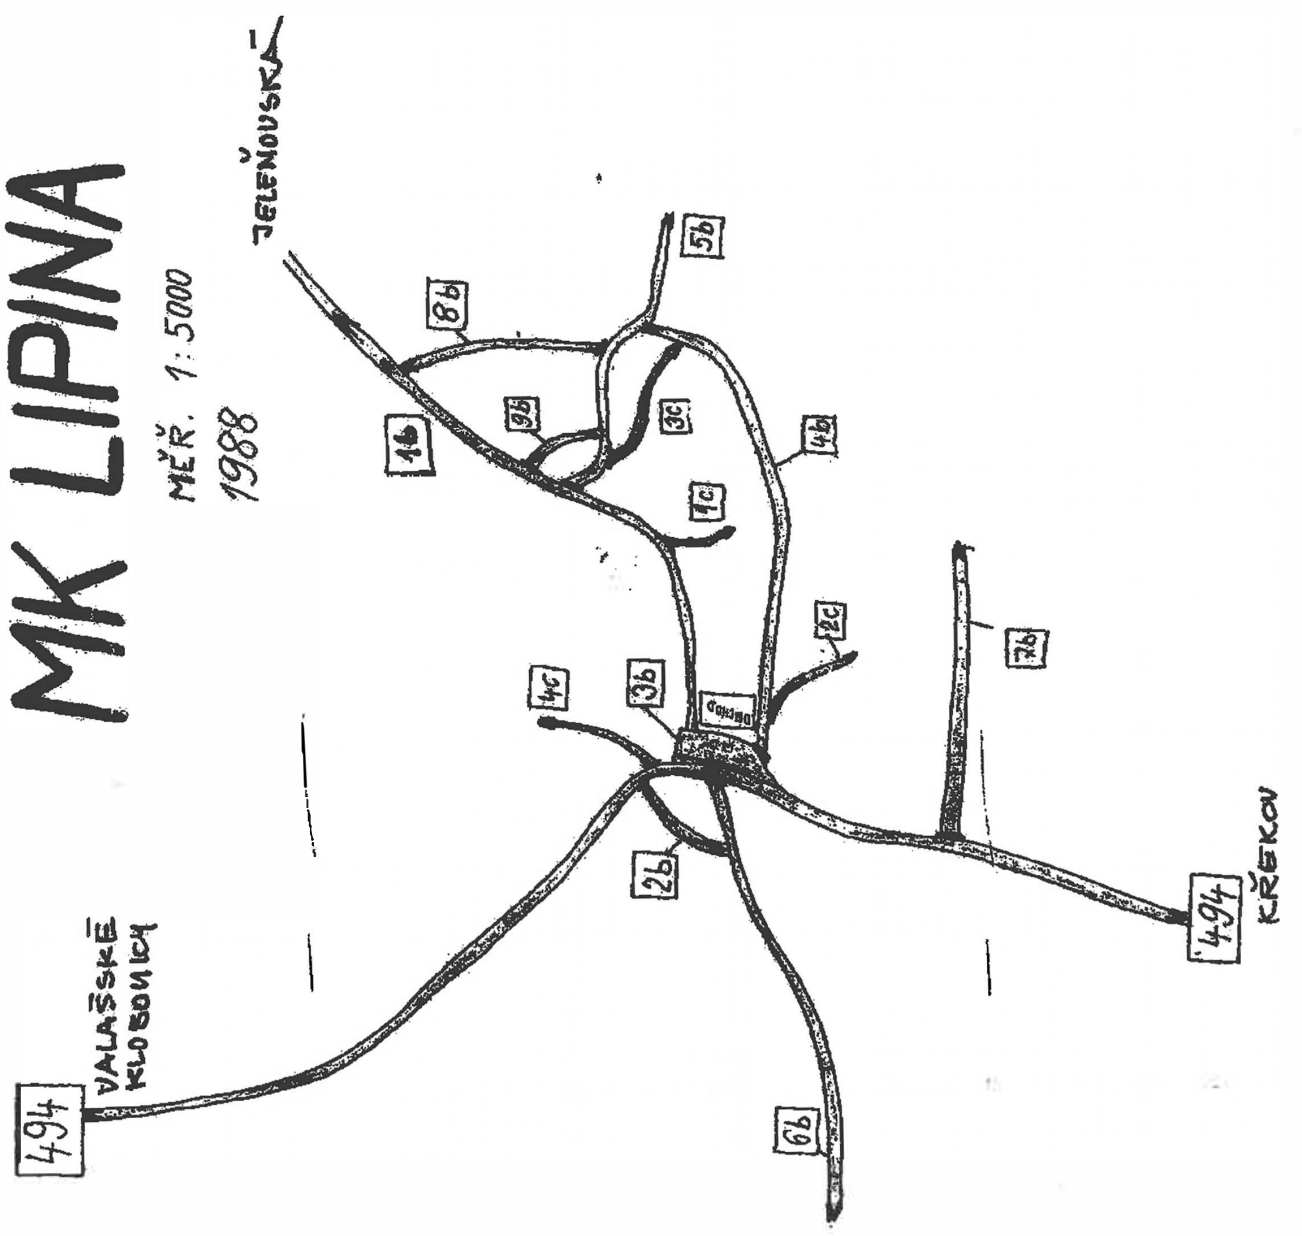 MK LIPINA
MĚŘ. 1:5000
1988
494
VALAŠSKÉ
KLOBOUKY
JELEŇOVSKÁ
1b
8b
9b
5b
3c
4b
1c
4c
3b
OBCHOD
2c
2b
7b
6b
494
KŘEKOV